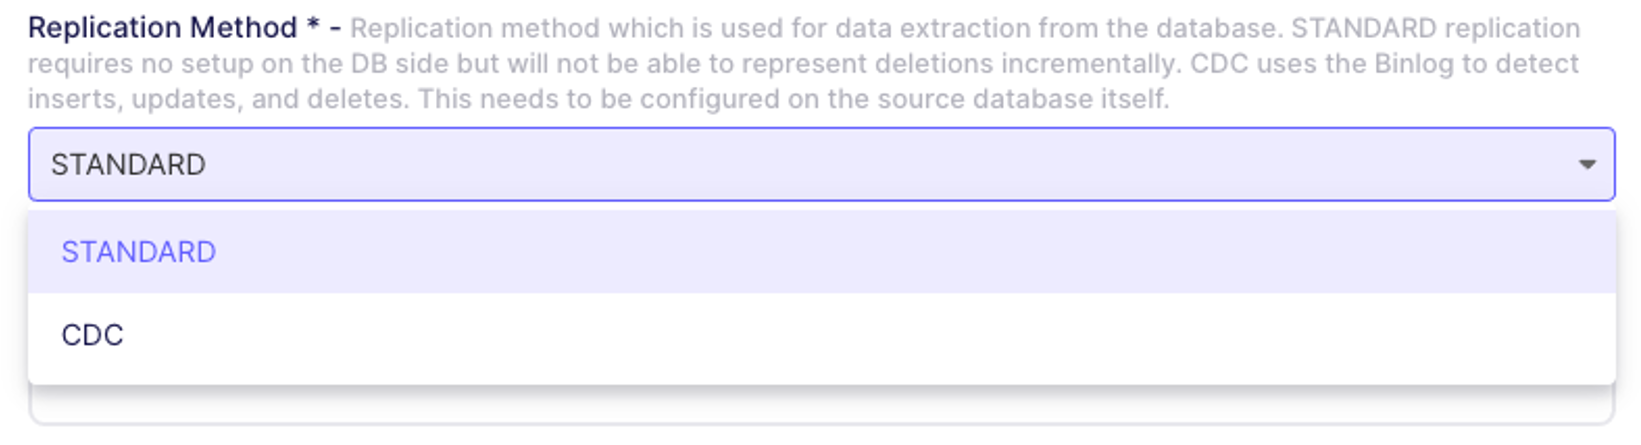 Replication Method * - Replication method which is used for data extraction from the database. STANDARD replication
requires no setup on the DB side but will not be able to represent deletions incrementally. CDC uses the Binlog to detect
inserts, updates, and deletes. This needs to be configured on the source database itself.
STANDARD
STANDARD
CDC